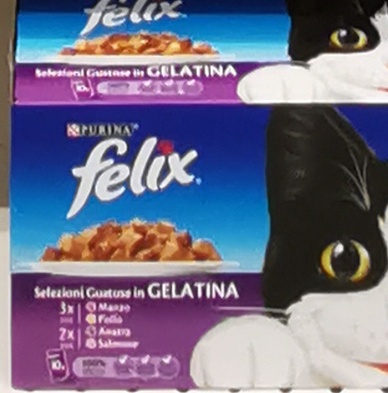 felix
Selezioni Gustose in GELATINA
10x
PURINA
felix
Selezioni Gustose in GELATINA
3x Manzo
Pollo
2x Anatra
Salmone
10x 100%